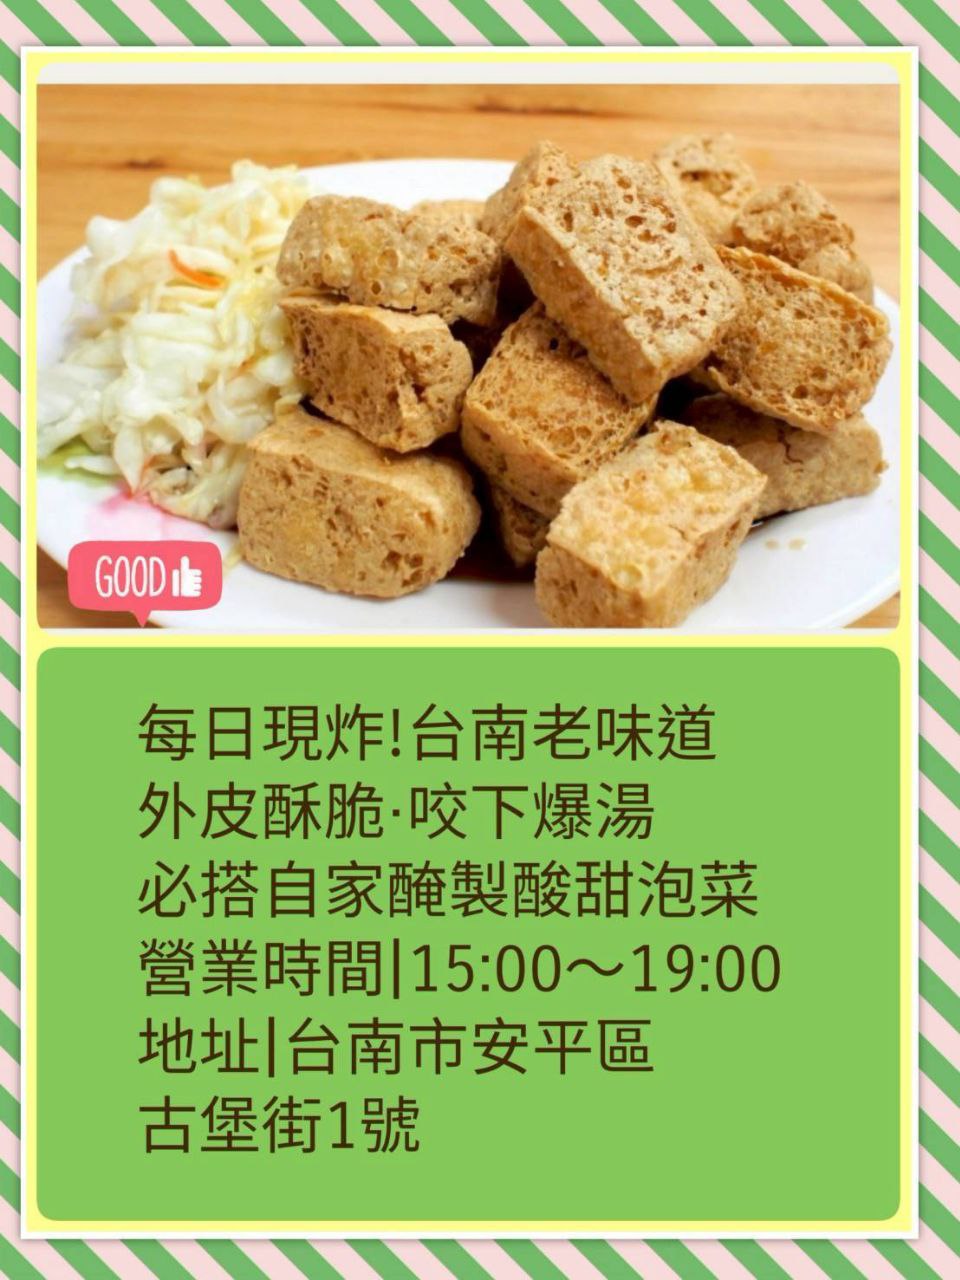 GOOD
每日現炸!台南老味道
外皮酥脆·咬下爆湯
必搭自家醃製酸甜泡菜
營業時間|15:00～19:00
地址|台南市安平區
古堡街1號